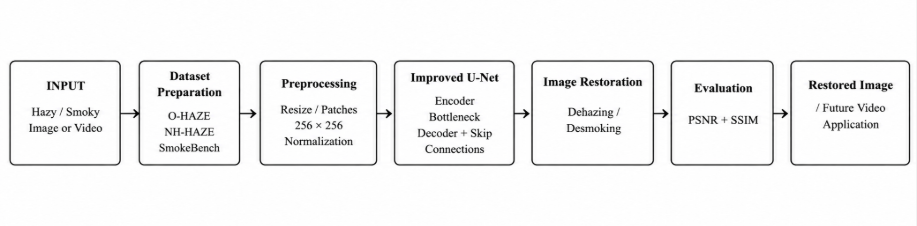 INPUT
Hazy / Smoky
Image or Video
Dataset
Preparation
O-HAZE
NH-HAZE
SmokeBench
Preprocessing
Resize / Patches
256 × 256
Normalization
Improved U-Net
Encoder
Bottleneck
Decoder + Skip
Connections
Image Restoration
Dehazing /
Desmoking
Evaluation
PSNR + SSIM
Restored Image
/ Future Video
Application